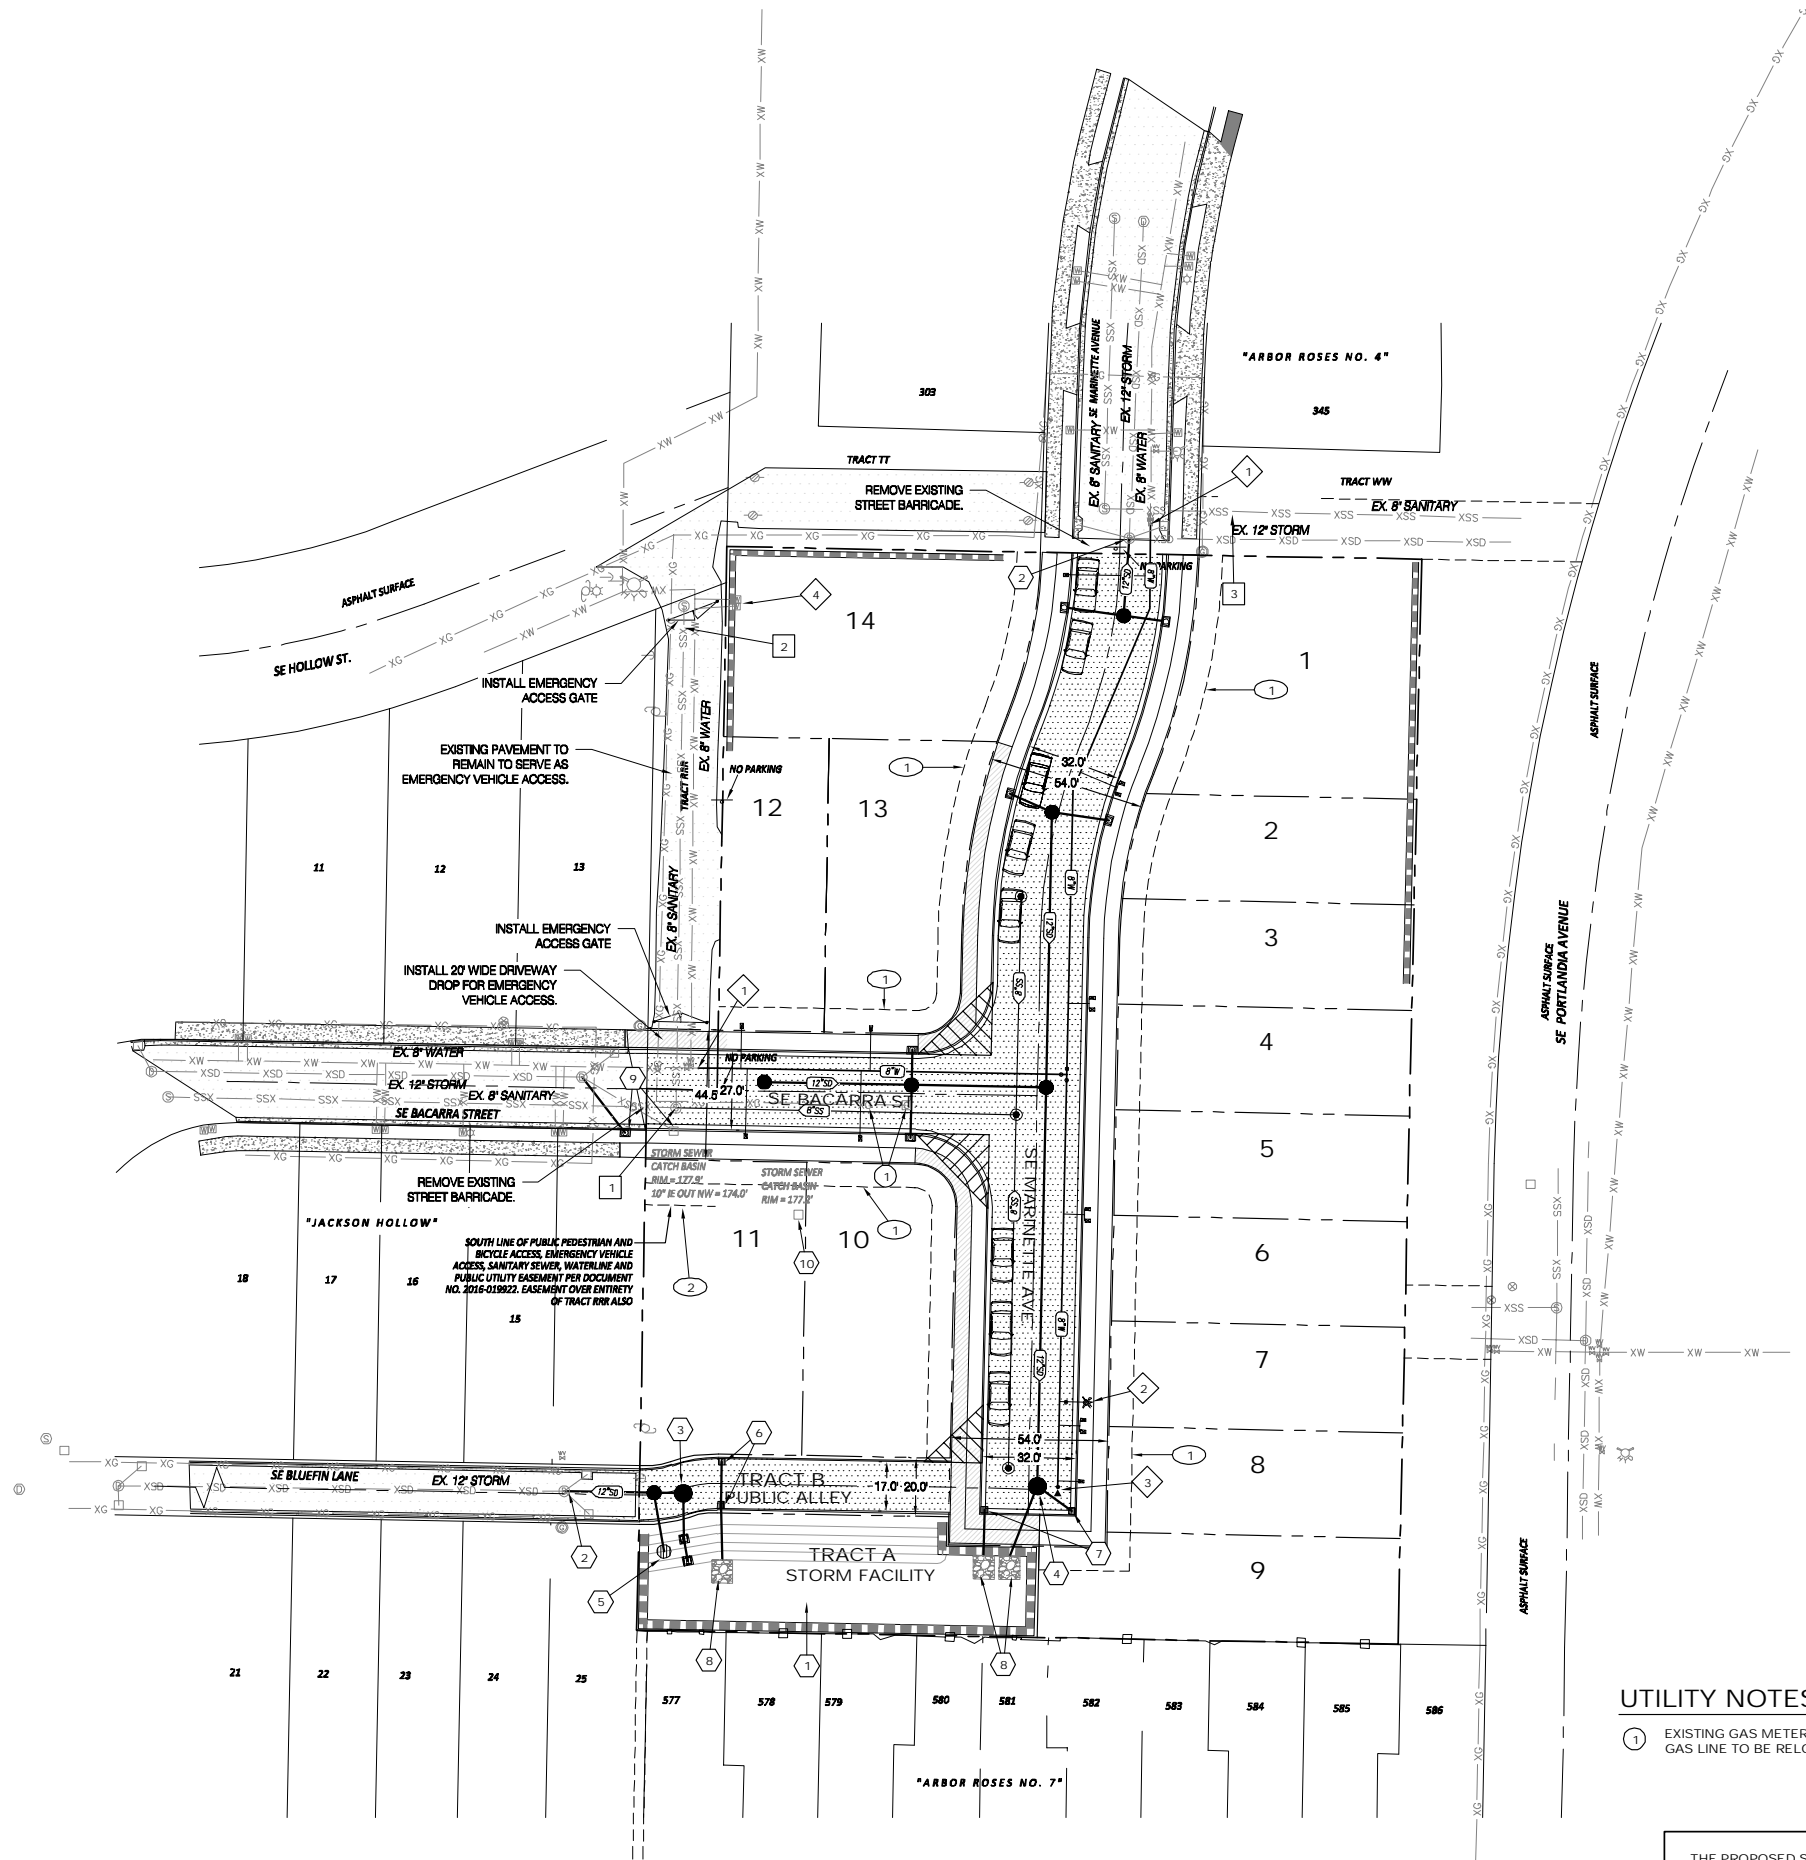 "ARBOR ROSES NO. 4"
303
345
TRACT TT
TRACT WW
REMOVE EXISTING
STREET BARRICADE.
EX. 8" SANITARY
SE MARINETTE AVENUE
EX. 12" STORM
EX. 8" WATER
EX. 8" SANITARY
EX. 12" STORM
NO PARKING
ASPHALT SURFACE
SE HOLLOW ST.
INSTALL EMERGENCY
ACCESS GATE
EXISTING PAVEMENT TO
REMAIN TO SERVE AS
EMERGENCY VEHICLE ACCESS.
EX. 8" WATER
TRACT RRR
NO PARKING
EX. 8" SANITARY
14
1
12
13
2
3
4
5
6
7
8
9
32.0'
54.0'
11
12
13
INSTALL EMERGENCY
ACCESS GATE
INSTALL 20' WIDE DRIVEWAY
DROP FOR EMERGENCY
VEHICLE ACCESS.
EX. 8" WATER
EX. 12" STORM
EX. 8" SANITARY
SE BACARRA STREET
NO PARKING
44.5'
27.0'
8"W
12"SD
SE BACARRA ST
8"SS
REMOVE EXISTING
STREET BARRICADE.
"JACKSON HOLLOW"
STORM SEWER
CATCH BASIN
RIM = 177.9'
10" IE OUT NW = 174.0'
STORM SEWER
CATCH BASIN
RIM = 177.2'
SOUTH LINE OF PUBLIC PEDESTRIAN AND
BICYCLE ACCESS, EMERGENCY VEHICLE
ACCESS, SANITARY SEWER, WATERLINE AND
PUBLIC UTILITY EASEMENT PER DOCUMENT
NO. 2016-019922. EASEMENT OVER ENTIRETY
OF TRACT RRR ALSO
11
10
18
17
16
15
SE MARINETTE AVE
ASPHALT SURFACE
ASPHALT SURFACE
SE PORTLANDIA AVENUE
ASPHALT SURFACE
SE BLUEFIN LANE
EX. 12" STORM
12"SD
TRACT B
PUBLIC ALLEY
17.0'
20.0'
54.0'
32.0'
TRACT A
STORM FACILITY
21
22
23
24
25
577
578
579
580
581
582
583
584
585
586
"ARBOR ROSES NO. 7"
UTILITY NOTES
1 EXISTING GAS METER
GAS LINE TO BE RELO
THE PROPOSED S